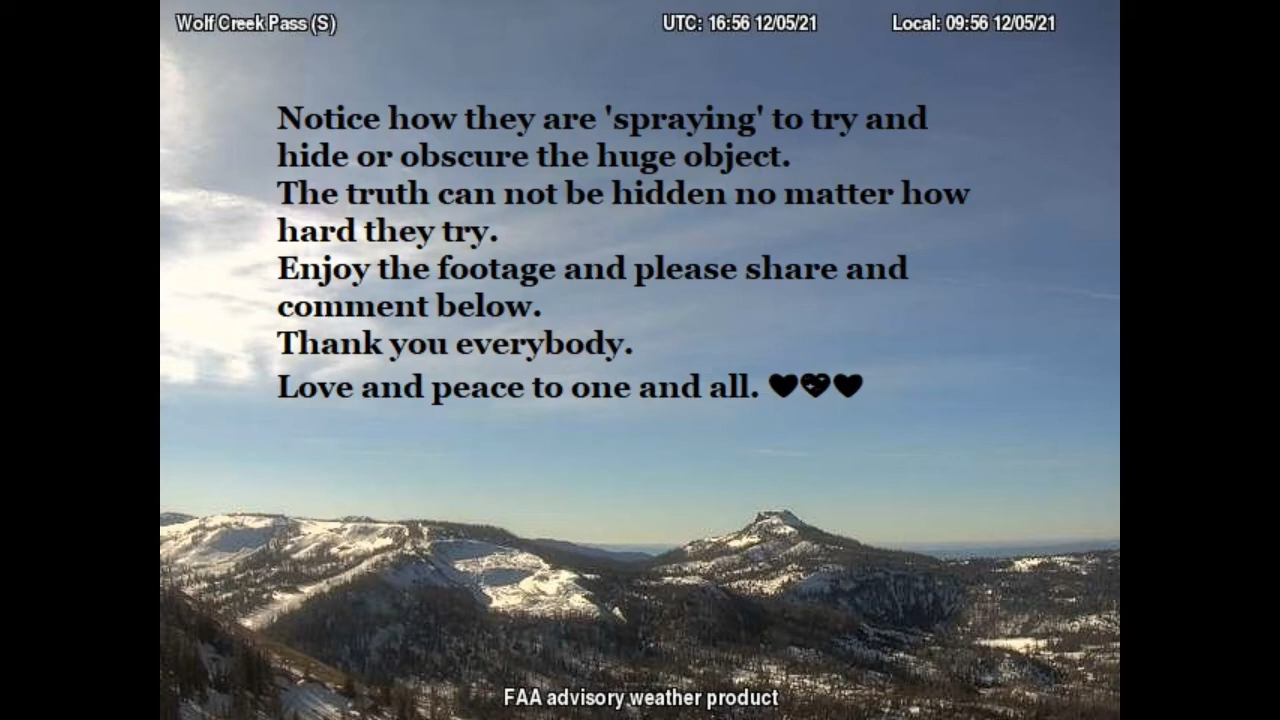 Wolf Creek Pass (S) UTC: 16:56 12/05/21 Local: 09:56 12/05/21
Notice how they are 'spraying' to try and
hide or obscure the huge object.
The truth can not be hidden no matter how
hard they try.
Enjoy the footage and please share and
comment below.
Thank you everybody.
Love and peace to one and all. 🖤💖🖤
FAA advisory weather product